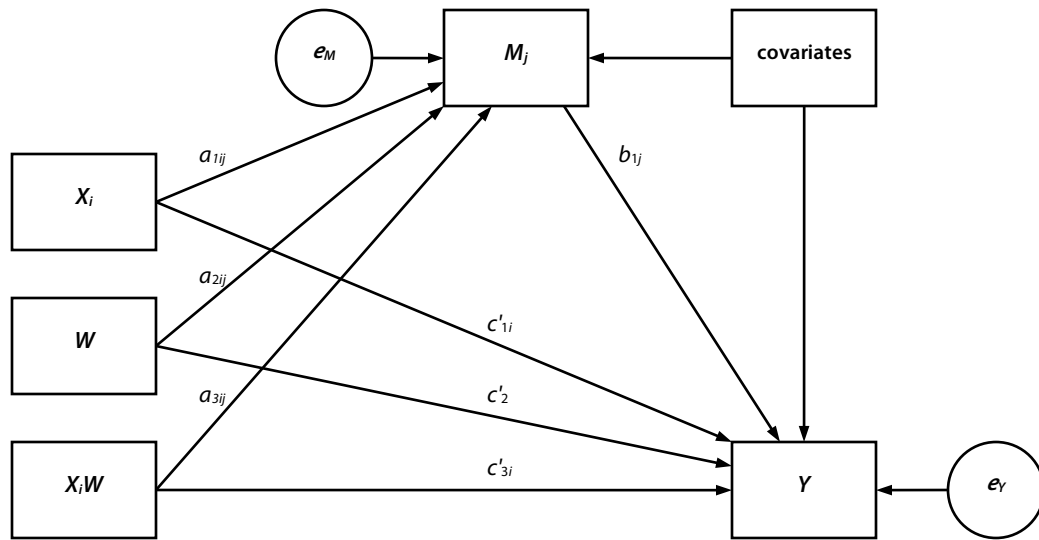 e_M
M_j
covariates
a_1ij
b_1j
X_i
a_2ij
W
c'_1i
a_3ij
c'_2
X_iW
c'_3i
Y
e_Y